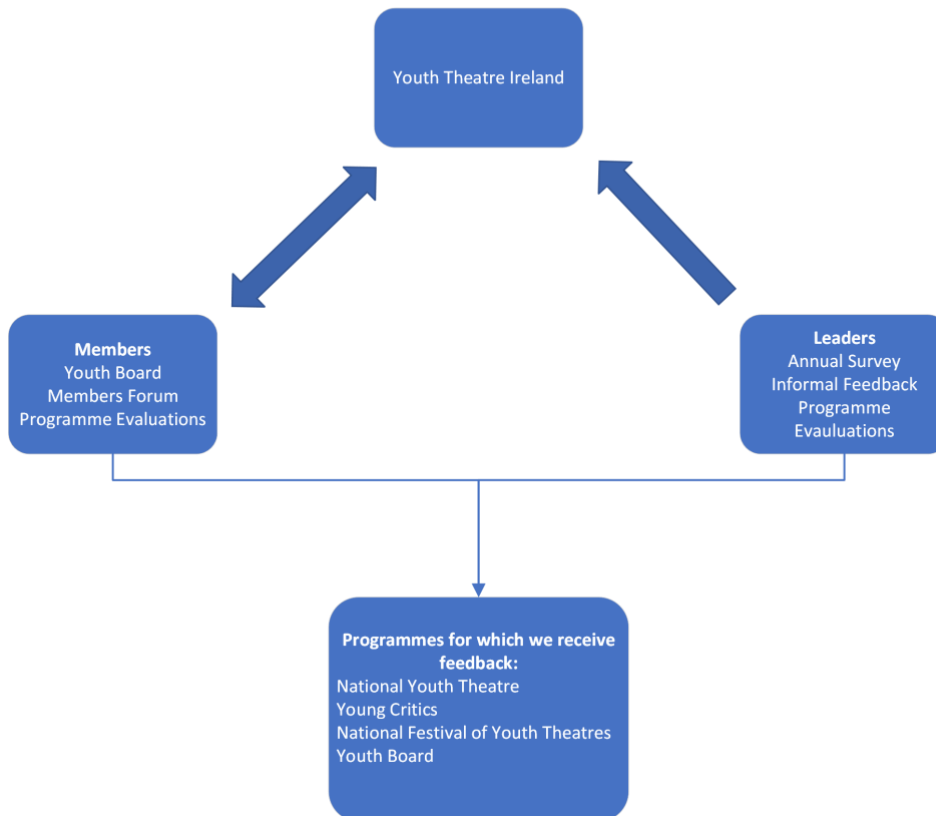 Youth Theatre Ireland
Members
Youth Board
Members Forum
Programme Evaluations
Leaders
Annual Survey
Informal Feedback
Programme
Evauluations
Programmes for which we receive
feedback:
National Youth Theatre
Young Critics
National Festival of Youth Theatres
Youth Board